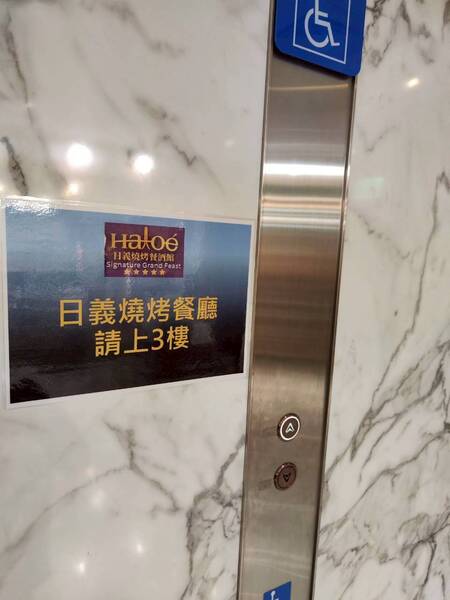 Haloé
日義燒烤餐酒館
Signature Grand Feast
日義燒烤餐廳
請上3樓